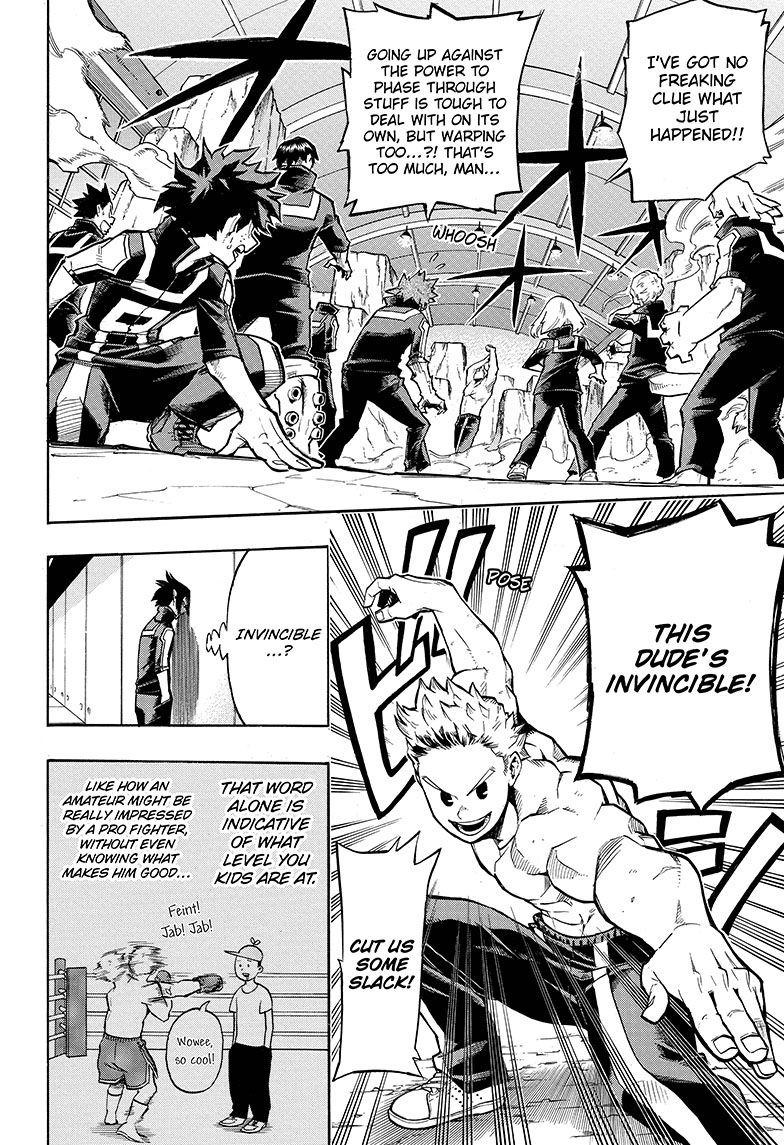 I'VE GOT NO
FREAKING
CLUE WHAT
JUST
HAPPENED!!
GOING UP AGAINST
THE POWER TO
PHASE THROUGH
STUFF IS TOUGH TO
DEAL WITH ON ITS
OWN, BUT WARPING
TOO...?! THAT'S
TOO MUCH, MAN...
WHOOSH
POSE
THIS
DUDE'S
INVINCIBLE!
CUT US
SOME
SLACK!
INVINCIBLE
...?
THAT WORD
ALONE IS
INDICATIVE
OF WHAT
LEVEL YOU
KIDS ARE AT.
LIKE HOW AN
AMATEUR MIGHT BE
REALLY IMPRESSED
BY A PRO FIGHTER,
WITHOUT EVEN
KNOWING WHAT
MAKES HIM GOOD...
Feint!
Jab! Jab!
Wowee,
so cool!